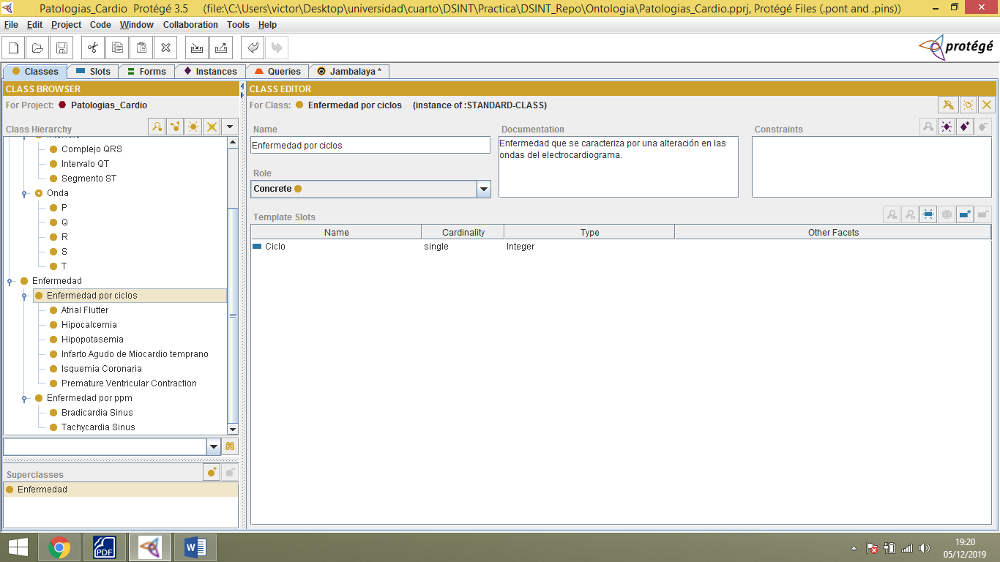 Patologias_Cardio Protégé 3.5 (file:\C:\Users\victor\Desktop\universidad\cuarto\DSINT\Practica\DSINT_Repo\Ontologia\Patologias_Cardio.pprj, Protégé Files (.pont and .pins))
File Edit Project Code Window Collaboration Tools Help
protégé
Classes Slots Forms Instances Queries Jambalaya *
CLASS BROWSER
For Project: Patologias_Cardio
Class Hierarchy
Complejo QRS
Intervalo QT
Segmento ST
Onda
P
Q
R
S
T
Enfermedad
Enfermedad por ciclos
Atrial Flutter
Hipocalcemia
Hipopotasemia
Infarto Agudo de Miocardio temprano
Isquemia Coronaria
Premature Ventricular Contraction
Enfermedad por ppm
Bradicardia Sinus
Tachycardia Sinus
Superclasses
Enfermedad
CLASS EDITOR
For Class: Enfermedad por ciclos (instance of :STANDARD-CLASS)
Name
Enfermedad por ciclos
Role
Concrete
Documentation
Enfermedad que se caracteriza por una alteración en las
ondas del electrocardiograma.
Constraints
Template Slots
Name Cardinality Type Other Facets
Ciclo single Integer
PDF
19:20
05/12/2019